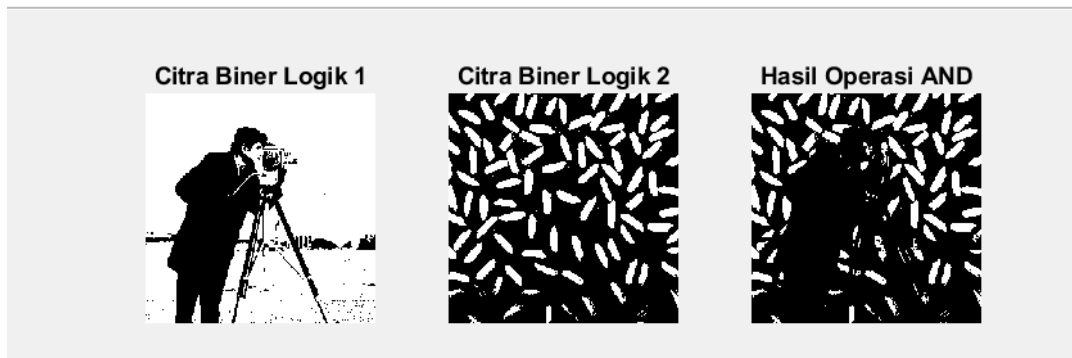 Citra Biner Logik 1
Citra Biner Logik 2
Hasil Operasi AND